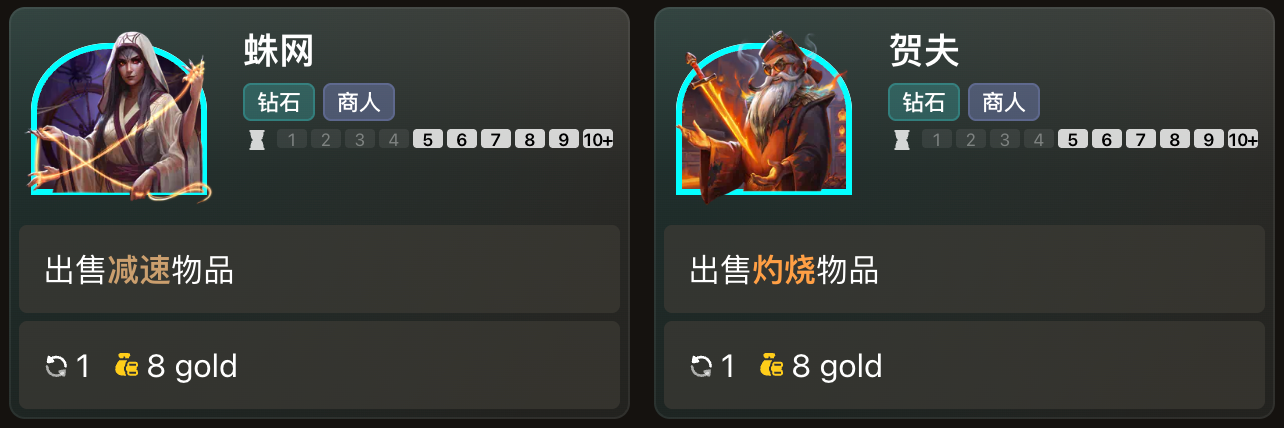 蛛网
钻石 商人
1 2 3 4 5 6 7 8 9 10+
出售减速物品
1 8 gold
贺夫
钻石 商人
1 2 3 4 5 6 7 8 9 10+
出售灼烧物品
1 8 gold